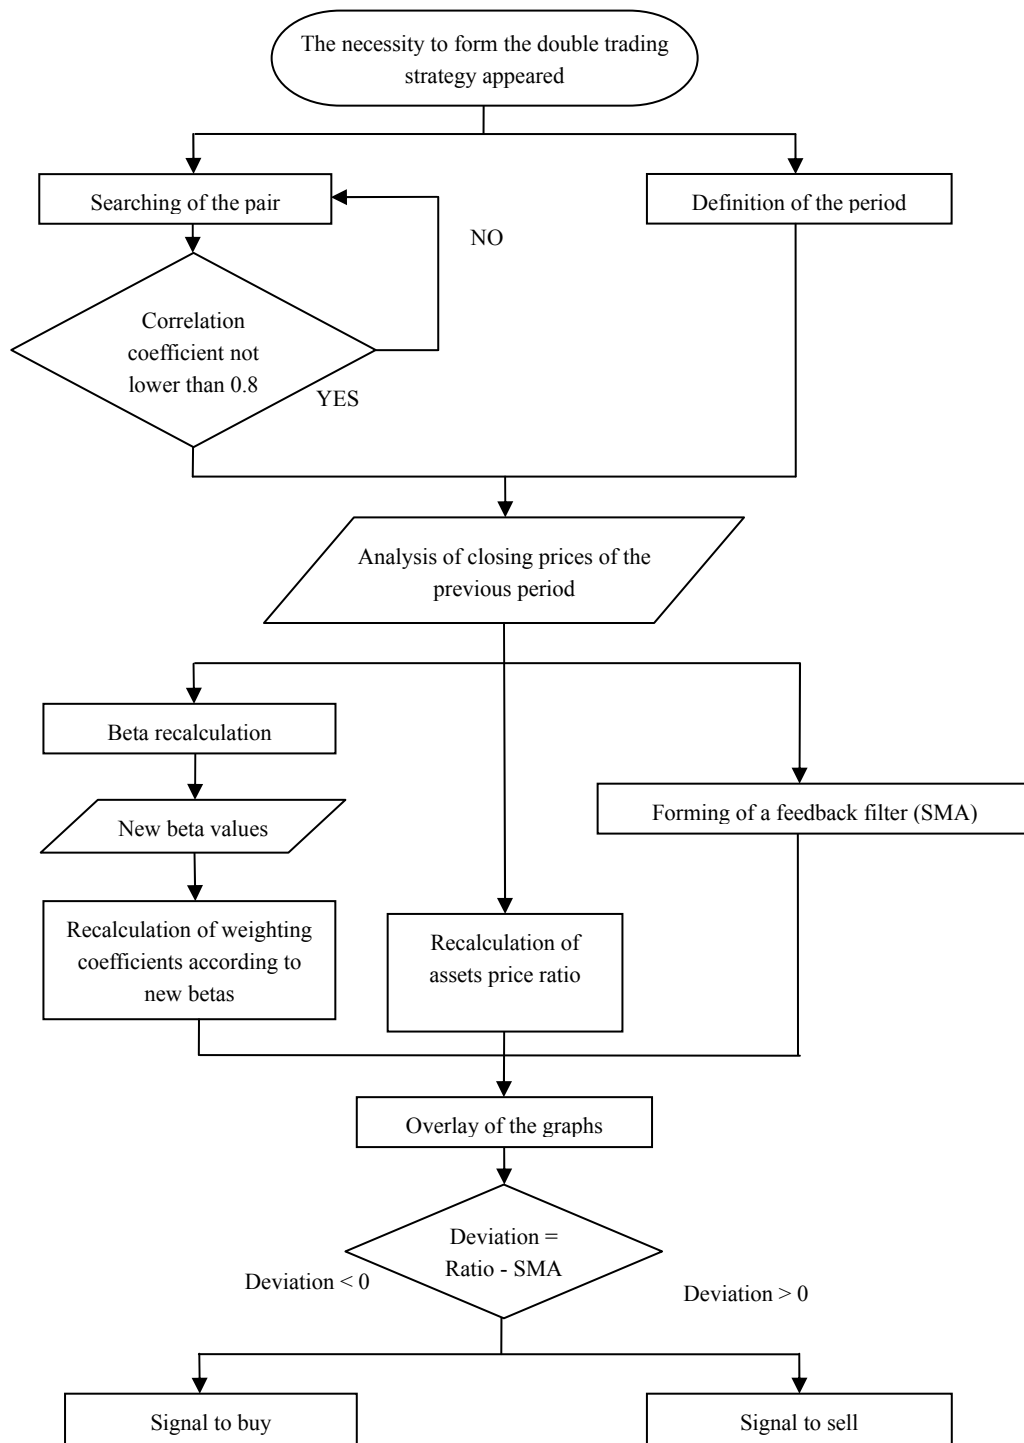 The necessity to form the double trading
strategy appeared
Searching of the pair
Definition of the period
NO
Correlation
coefficient not
lower than 0.8
YES
Analysis of closing prices of the
previous period
Beta recalculation
New beta values
Forming of a feedback filter (SMA)
Recalculation of weighting
coefficients according to
new betas
Recalculation of
assets price ratio
Overlay of the graphs
Deviation =
Ratio - SMA
Deviation < 0
Deviation > 0
Signal to buy
Signal to sell